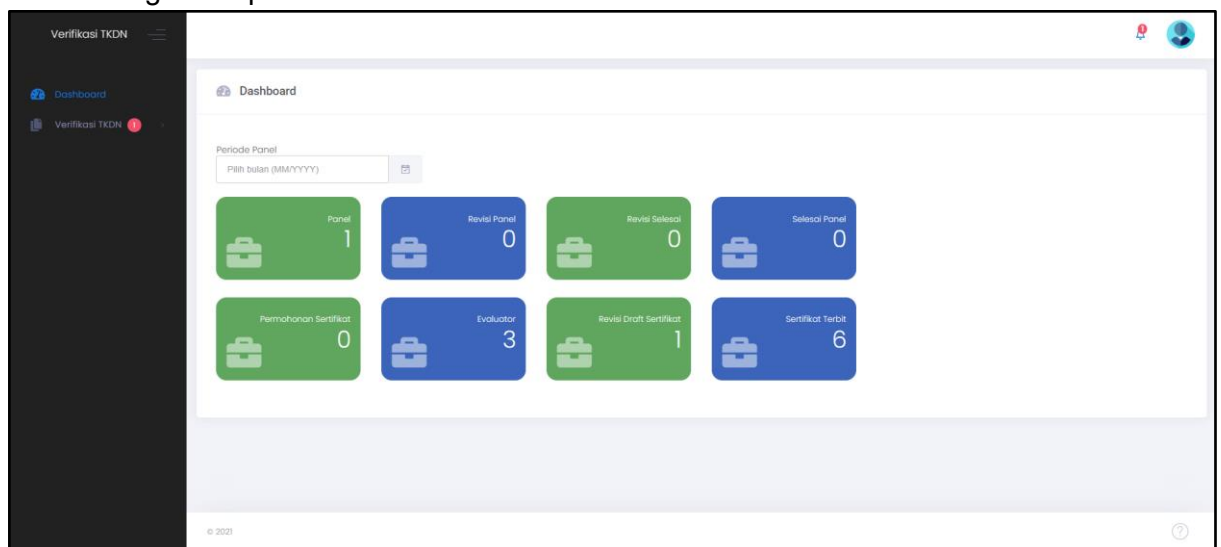 Verifikasi TKDN
1
Dashboard
Verifikasi TKDN 1
Dashboard
Periode Panel
Pilih bulan (MM/YYYY)
Panel
1
Revisi Panel
0
Revisi Selesai
0
Selesai Panel
0
Permohonan Sertifikat
0
Evaluator
3
Revisi Draft Sertifikat
1
Sertifikat Terbit
6
© 2021
?